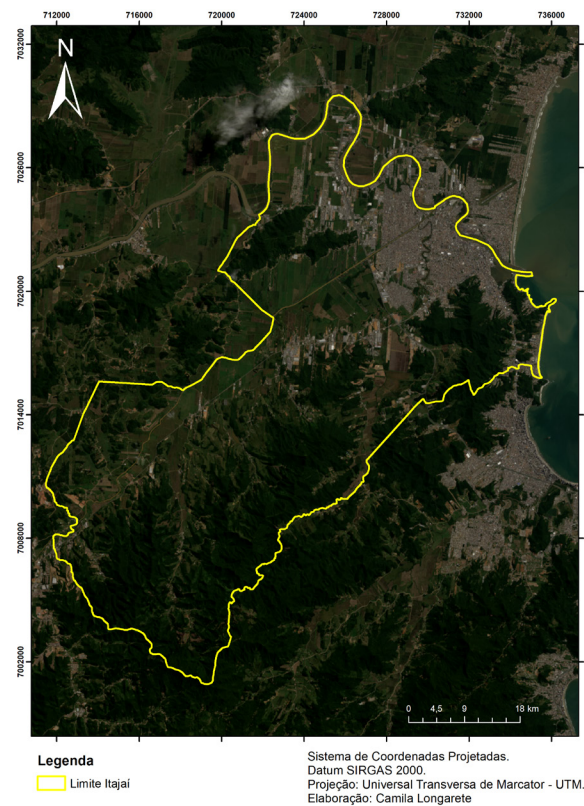 712000 716000 720000 724000 728000 732000 736000
7032000
N
7026000
7020000
7014000
7008000
7002000
0 4,5 9 18 km
Legenda
Limite Itajaí
Sistema de Coordenadas Projetadas.
Datum SIRGAS 2000.
Projeção: Universal Transversa de Marcator - UTM.
Elaboração: Camila Longarete